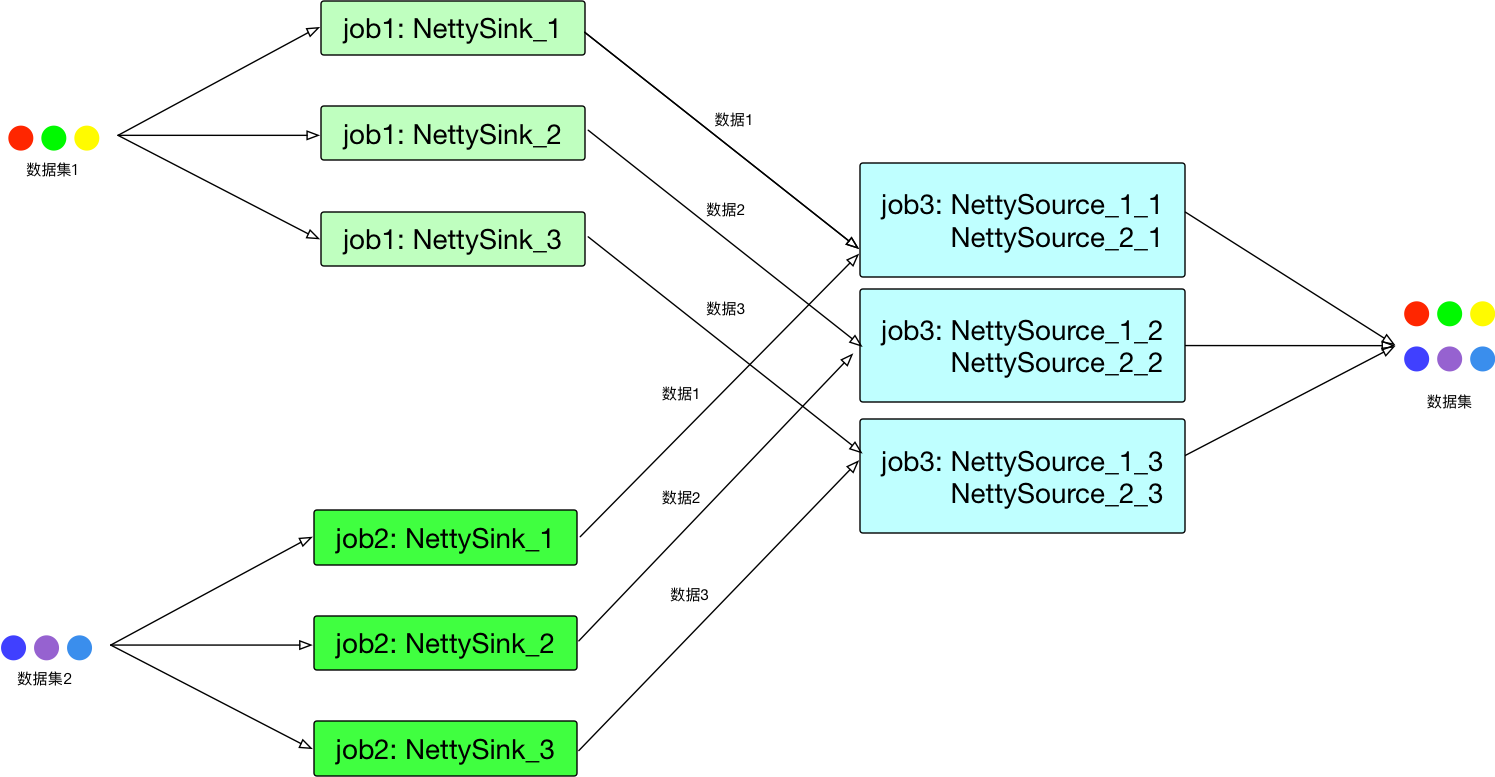 job1: NettySink_1
数据1
job1: NettySink_2
数据集1
数据2
job1: NettySink_3
job3: NettySource_1_1
NettySource_2_1
数据3
job3: NettySource_1_2
NettySource_2_2
数据1
数据集
job3: NettySource_1_3
NettySource_2_3
数据2
job2: NettySink_1
数据3
job2: NettySink_2
数据集2
job2: NettySink_3